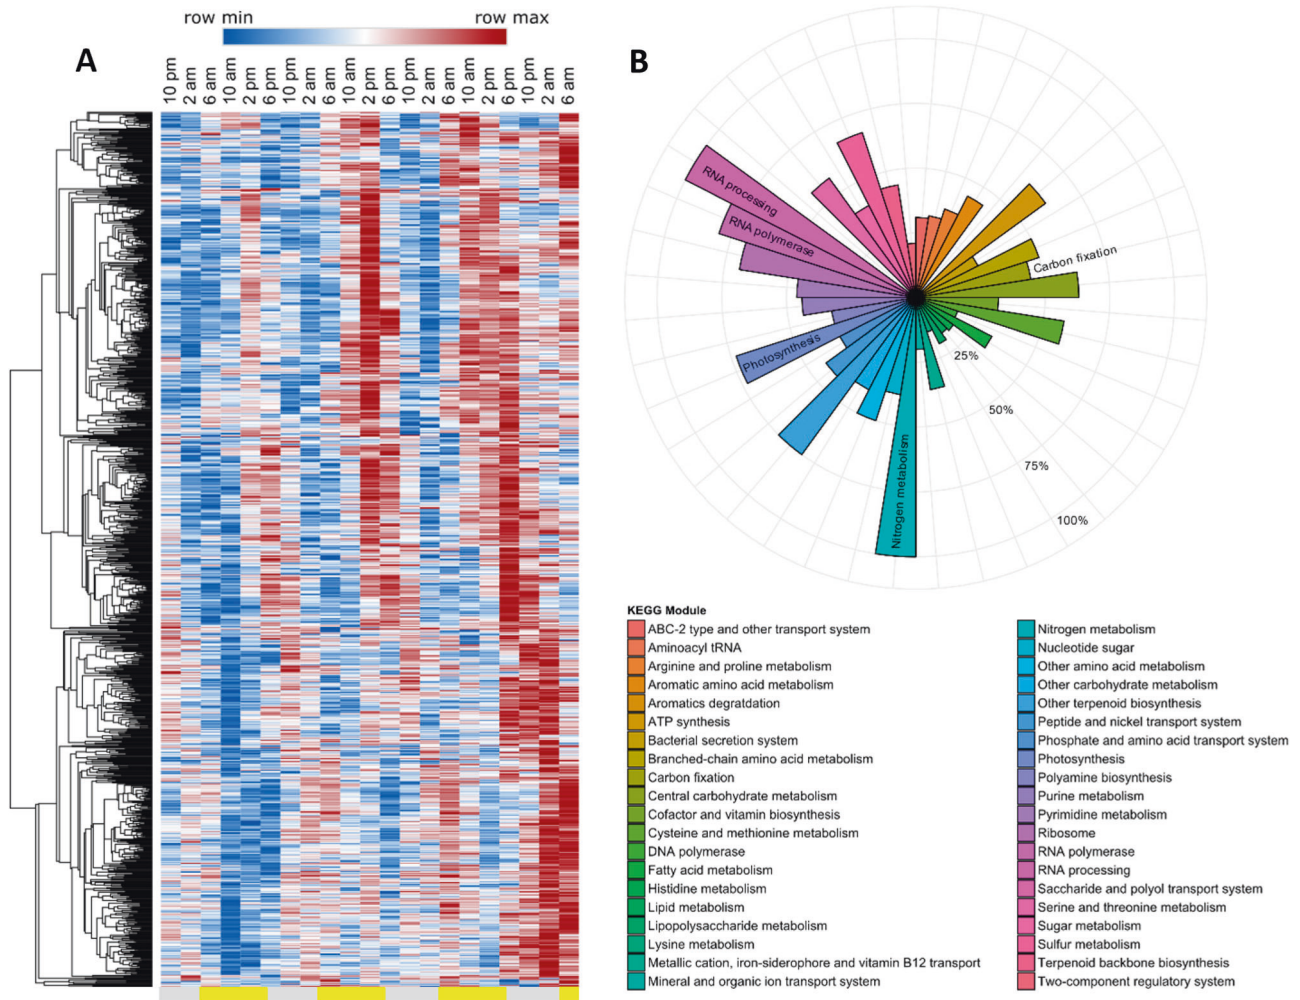 row min
row max
A
10 pm
2 am
6 am
10 am
2 pm
6 pm
10 pm
2 am
6 am
10 am
2 pm
6 pm
10 pm
2 am
6 am
10 am
2 pm
6 pm
10 pm
2 am
6 am
B
RNA processing
RNA polymerase
Carbon fixation
Photosynthesis
Nitrogen metabolism
25%
50%
75%
100%
KEGG Module
ABC-2 type and other transport system
Aminoacyl tRNA
Arginine and proline metabolism
Aromatic amino acid metabolism
Aromatics degratdation
ATP synthesis
Bacterial secretion system
Branched-chain amino acid metabolism
Carbon fixation
Central carbohydrate metabolism
Cofactor and vitamin biosynthesis
Cysteine and methionine metabolism
DNA polymerase
Fatty acid metabolism
Histidine metabolism
Lipid metabolism
Lipopolysaccharide metabolism
Lysine metabolism
Metallic cation, iron-siderophore and vitamin B12 transport
Mineral and organic ion transport system
Nitrogen metabolism
Nucleotide sugar
Other amino acid metabolism
Other carbohydrate metabolism
Other terpenoid biosynthesis
Peptide and nickel transport system
Phosphate and amino acid transport system
Photosynthesis
Polyamine biosynthesis
Purine metabolism
Pyrimidine metabolism
Ribosome
RNA polymerase
RNA processing
Saccharide and polyol transport system
Serine and threonine metabolism
Sugar metabolism
Sulfur metabolism
Terpenoid backbone biosynthesis
Two-component regulatory system